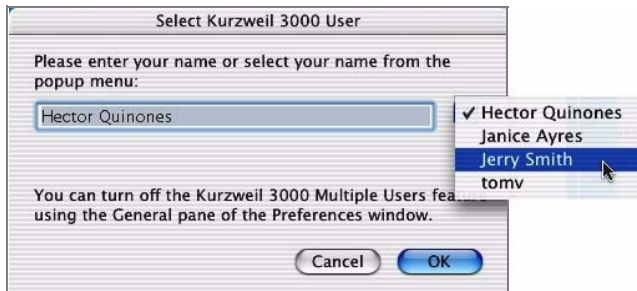 Select Kurzweil 3000 User
Please enter your name or select your name from the
popup menu:
Hector Quinones
✓ Hector Quinones
Janice Ayres
Jerry Smith
tomv
You can turn off the Kurzweil 3000 Multiple Users feature
using the General pane of the Preferences window.
Cancel
OK